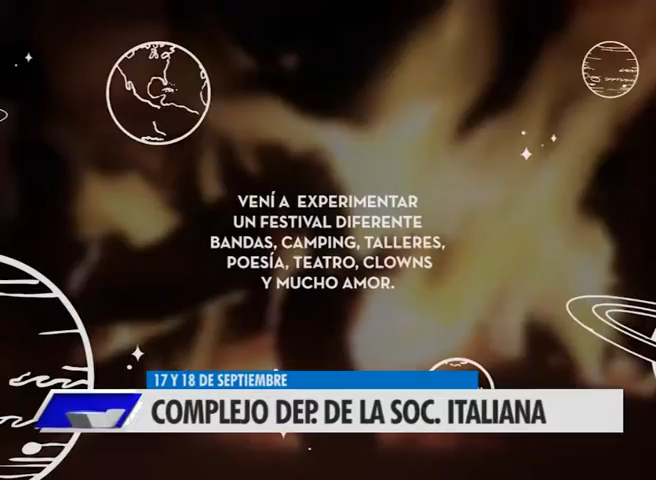 VENÍ A EXPERIMENTAR
UN FESTIVAL DIFERENTE
BANDAS, CAMPING, TALLERES,
POESÍA, TEATRO, CLOWNS
Y MUCHO AMOR.
17 Y 18 DE SEPTIEMBRE
COMPLEJO DEP. DE LA SOC. ITALIANA